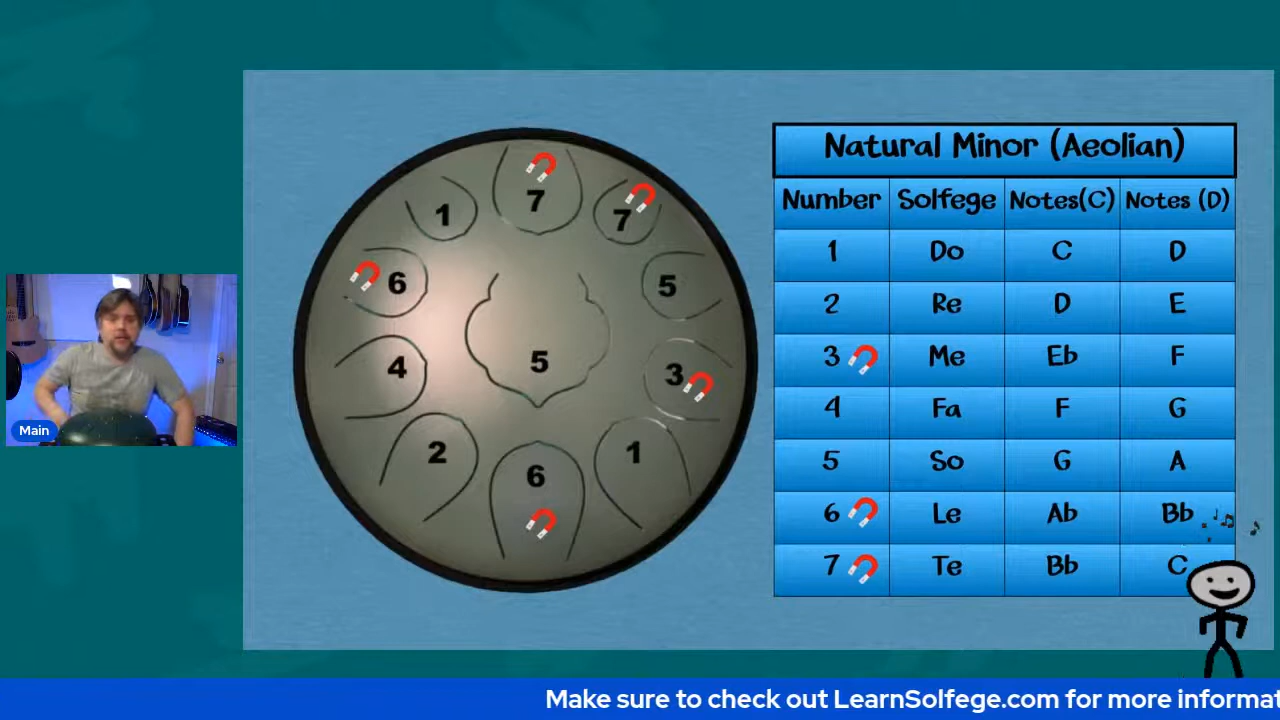 Natural Minor (Aeolian)
Number Solfege Notes(C) Notes (D)
1 Do C D
2 Re D E
3 Me Eb F
4 Fa F G
5 So G A
6 Le Ab Bb
7 Te Bb C
7
1
7
6
5
5
4
3
2
6
1
Main
Make sure to check out LearnSolfege.com for more informat